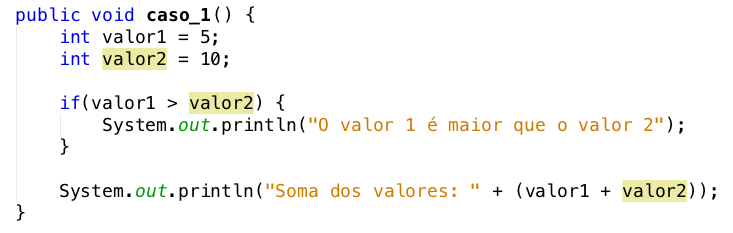 public void caso_1() {
int valor1 = 5;
int valor2 = 10;
if(valor1 > valor2) {
System.out.println("O valor 1 é maior que o valor 2");
}
System.out.println("Soma dos valores: " + (valor1 + valor2));
}